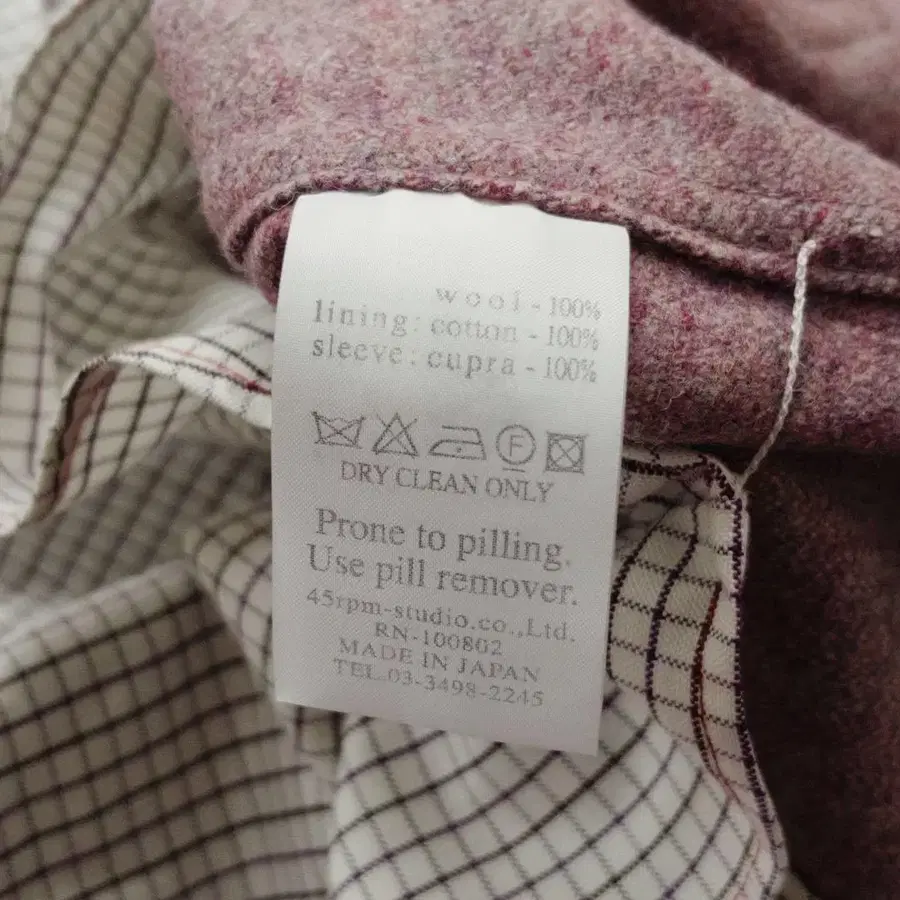 wool - 100%
lining: cotton - 100%
sleeve: cupra - 100%
F
DRY CLEAN ONLY
Prone to pilling.
Use pill remover.
45rpm-studio.co.,Ltd.
RN-100802
MADE IN JAPAN
TEL.03-3498-2245